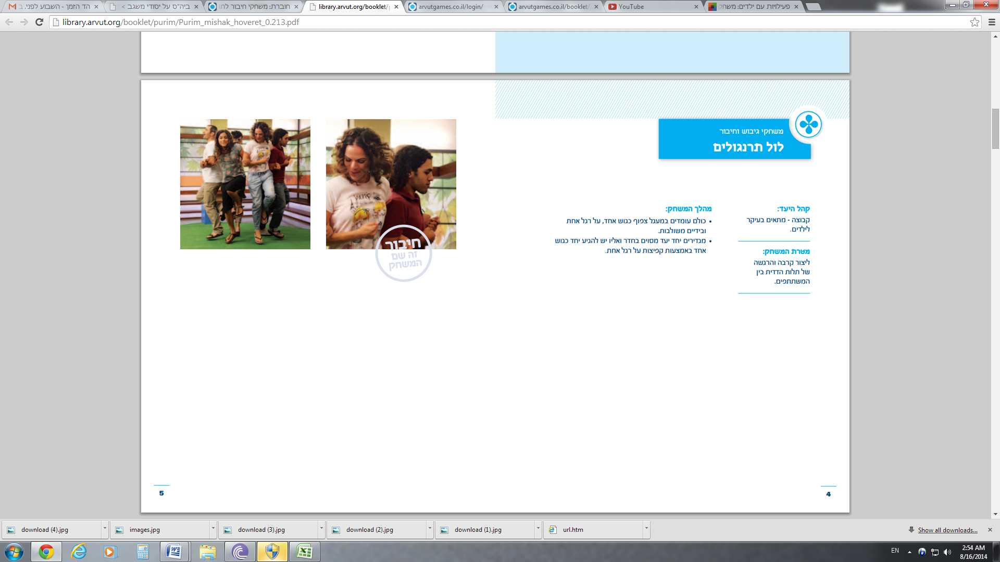 הד הזמן - השבוע לפני. ב
ביה"ס על יסודי משגב >
חוברת: משחקי חיבור לחג
library.arvut.org/booklet/
arvutgames.co.il/login/
arvutgames.co.il/booklet/
YouTube
פעילויות עם ילדים: משחק
library.arvut.org/booklet/purim/Purim_mishak_hoveret_0.213.pdf
משחקי גיבוש וחיבור
לול תרנגולים
קהל היעד:
קבוצה - מתאים בעיקר
לילדים.
מטרת המשחק:
ליצור קרבה והרגשה
של תלות הדדית בין
המשתתפים.
מהלך המשחק:
• כולם עומדים במעגל צפוף כגוש אחד, על רגל אחת
ובידיים משולבות.
• מגדירים יחד יעד מסוים בחדר ואליו יש להגיע יחד כגוש
אחד באמצעות קפיצות על רגל אחת.
paris
חיבור
זה שם
המשחק
4
5
download (4).jpg
images.jpg
download (3).jpg
download (2).jpg
download (1).jpg
url.htm
Show all downloads...
EN
2:54 AM
8/16/2014